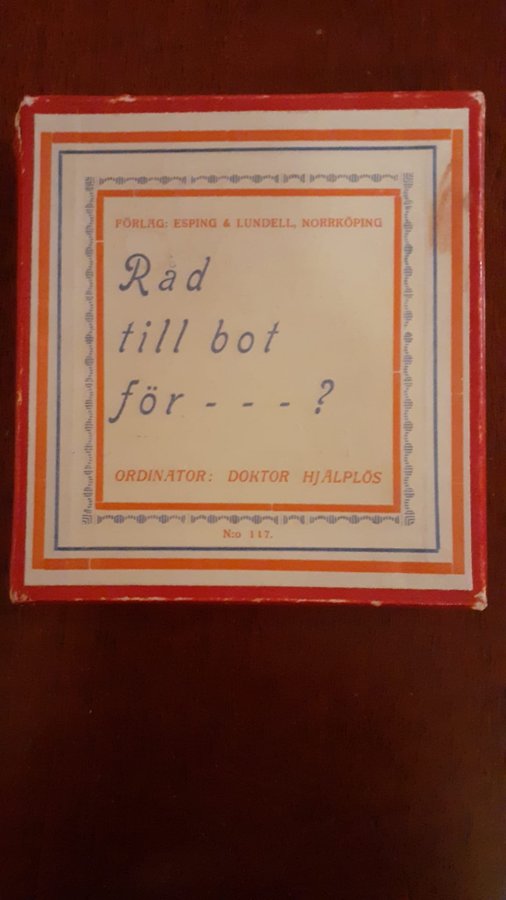 FÖRLAG: ESPING & LUNDELL, NORRKÖPING
Råd
till bot
för - - - ?
ORDINATOR: DOKTOR HJÄLPLÖS
N:o 117.